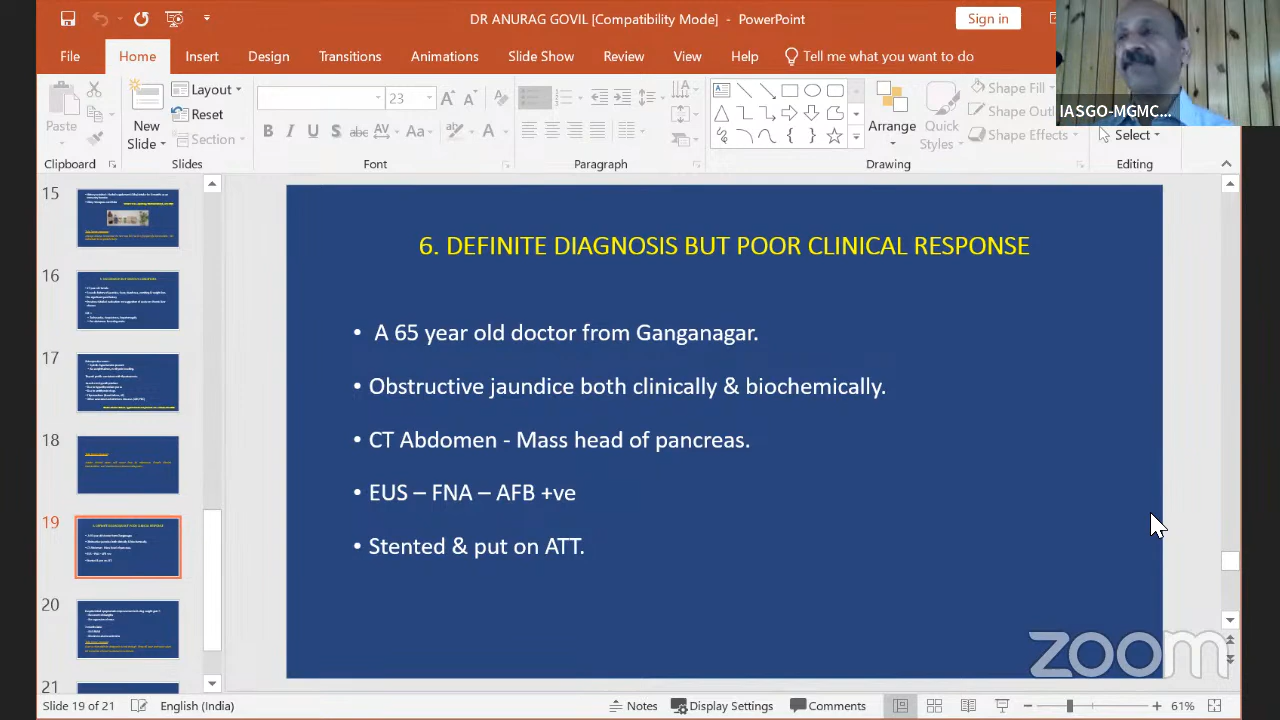 DR ANURAG GOVIL [Compatibility Mode] - PowerPoint
Sign in
File Home Insert Design Transitions Animations Slide Show Review View Help Tell me what you want to do
IASGO-MGMC...
Paste
New Slide
Layout
Reset
Section
23
Arrange
Quick Styles
Shape Fill
Shape Out
Shape Effects
Select
Clipboard Slides Font Paragraph Drawing Editing
15
16
17
18
19
20
21
6. DEFINITE DIAGNOSIS BUT POOR CLINICAL RESPONSE
• A 65 year old doctor from Ganganagar.
• Obstructive jaundice both clinically & biochemically.
• CT Abdomen - Mass head of pancreas.
• EUS – FNA – AFB +ve
• Stented & put on ATT.
zoom
Slide 19 of 21 English (India) Notes Display Settings Comments 61%